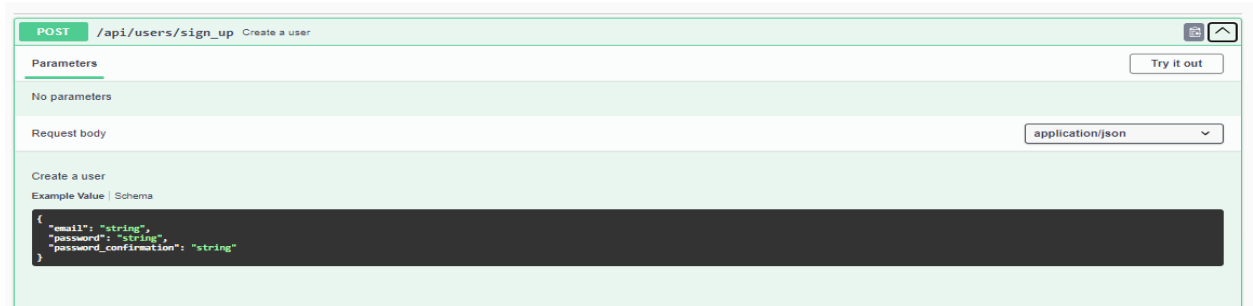 POST /api/users/sign_up Create a user
Parameters Try it out
No parameters
Request body application/json
Create a user
Example Value | Schema
{
"email": "string",
"password": "string",
"password_confirmation": "string"
}